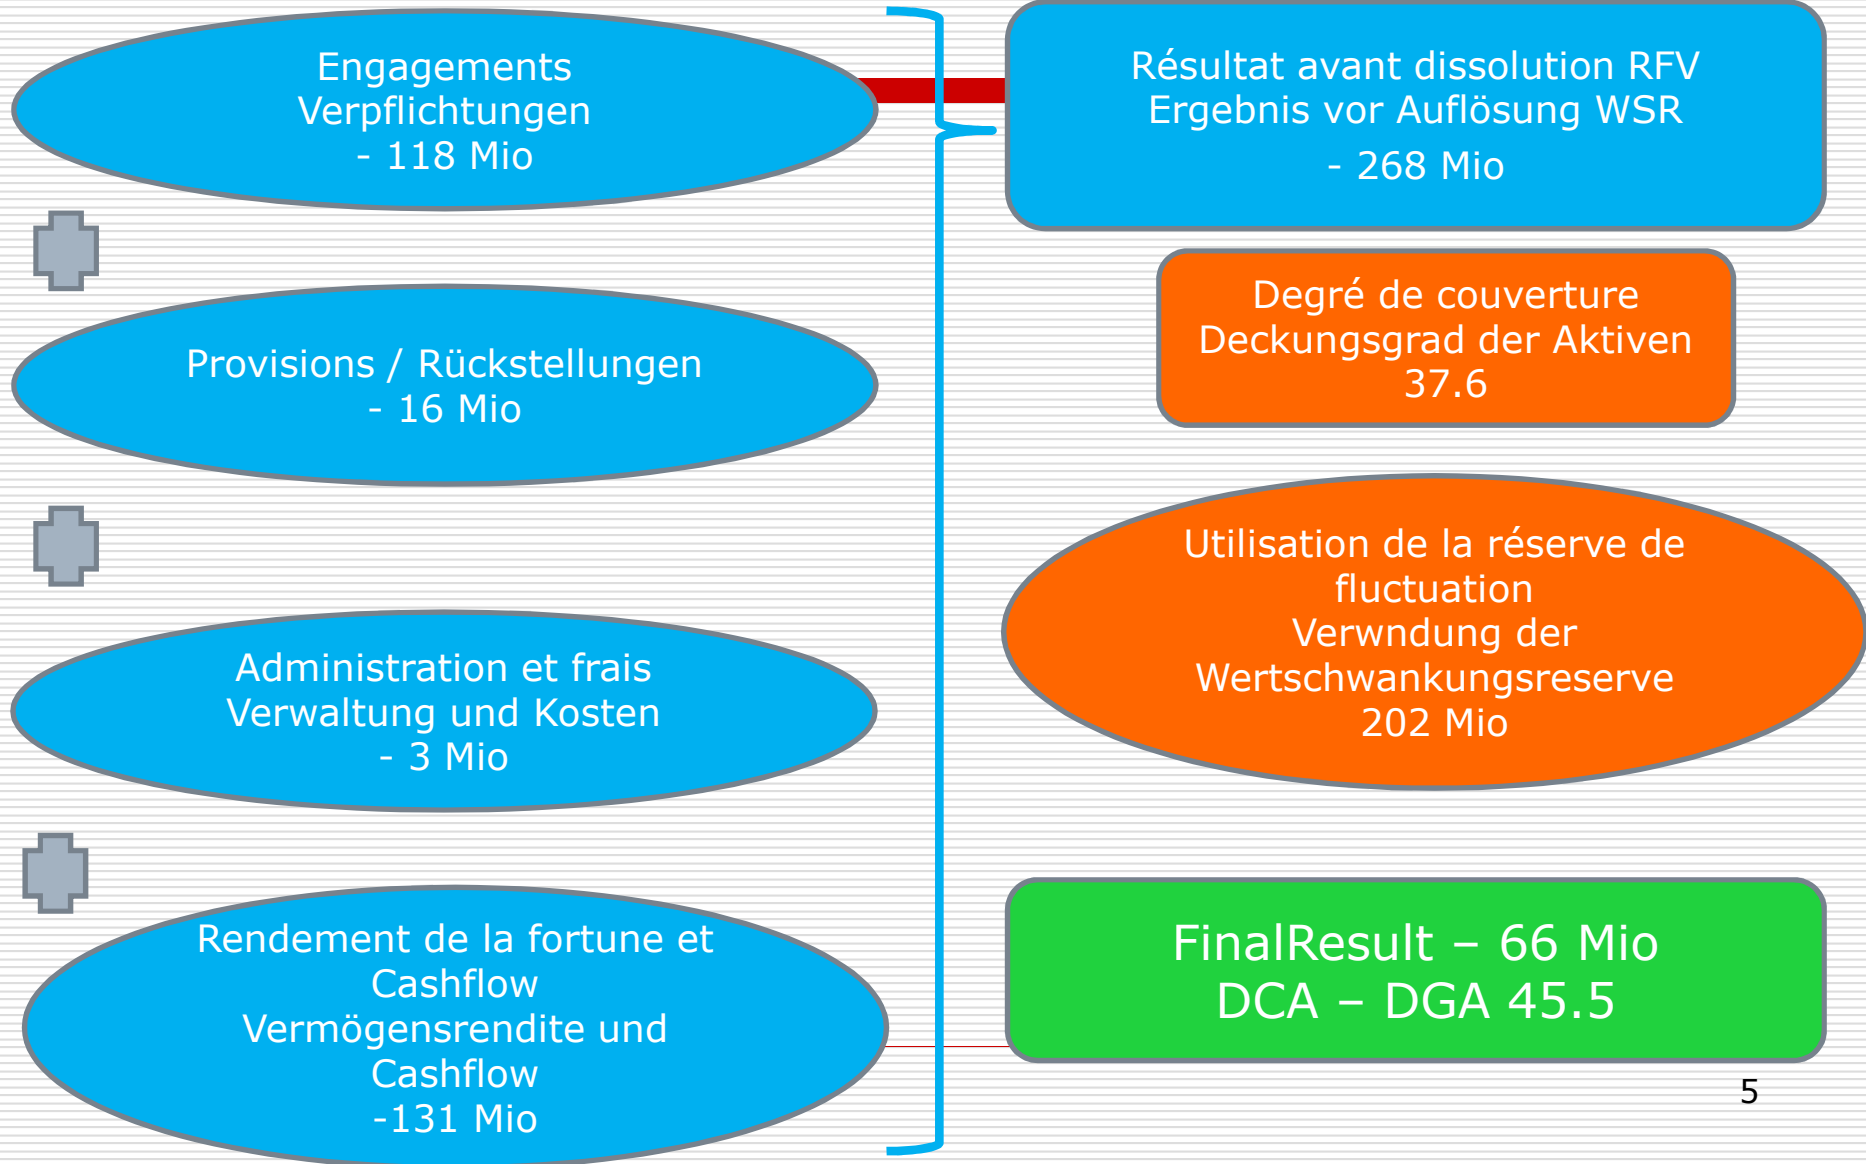 Engagements
Verpflichtungen
- 118 Mio
Provisions / Rückstellungen
- 16 Mio
Administration et frais
Verwaltung und Kosten
- 3 Mio
Rendement de la fortune et
Cashflow
Vermögensrendite und
Cashflow
-131 Mio
Résultat avant dissolution RFV
Ergebnis vor Auflösung WSR
- 268 Mio
Degré de couverture
Deckungsgrad der Aktiven
37.6
Utilisation de la réserve de
fluctuation
Verwndung der
Wertschwankungsreserve
202 Mio
FinalResult – 66 Mio
DCA – DGA 45.5
5